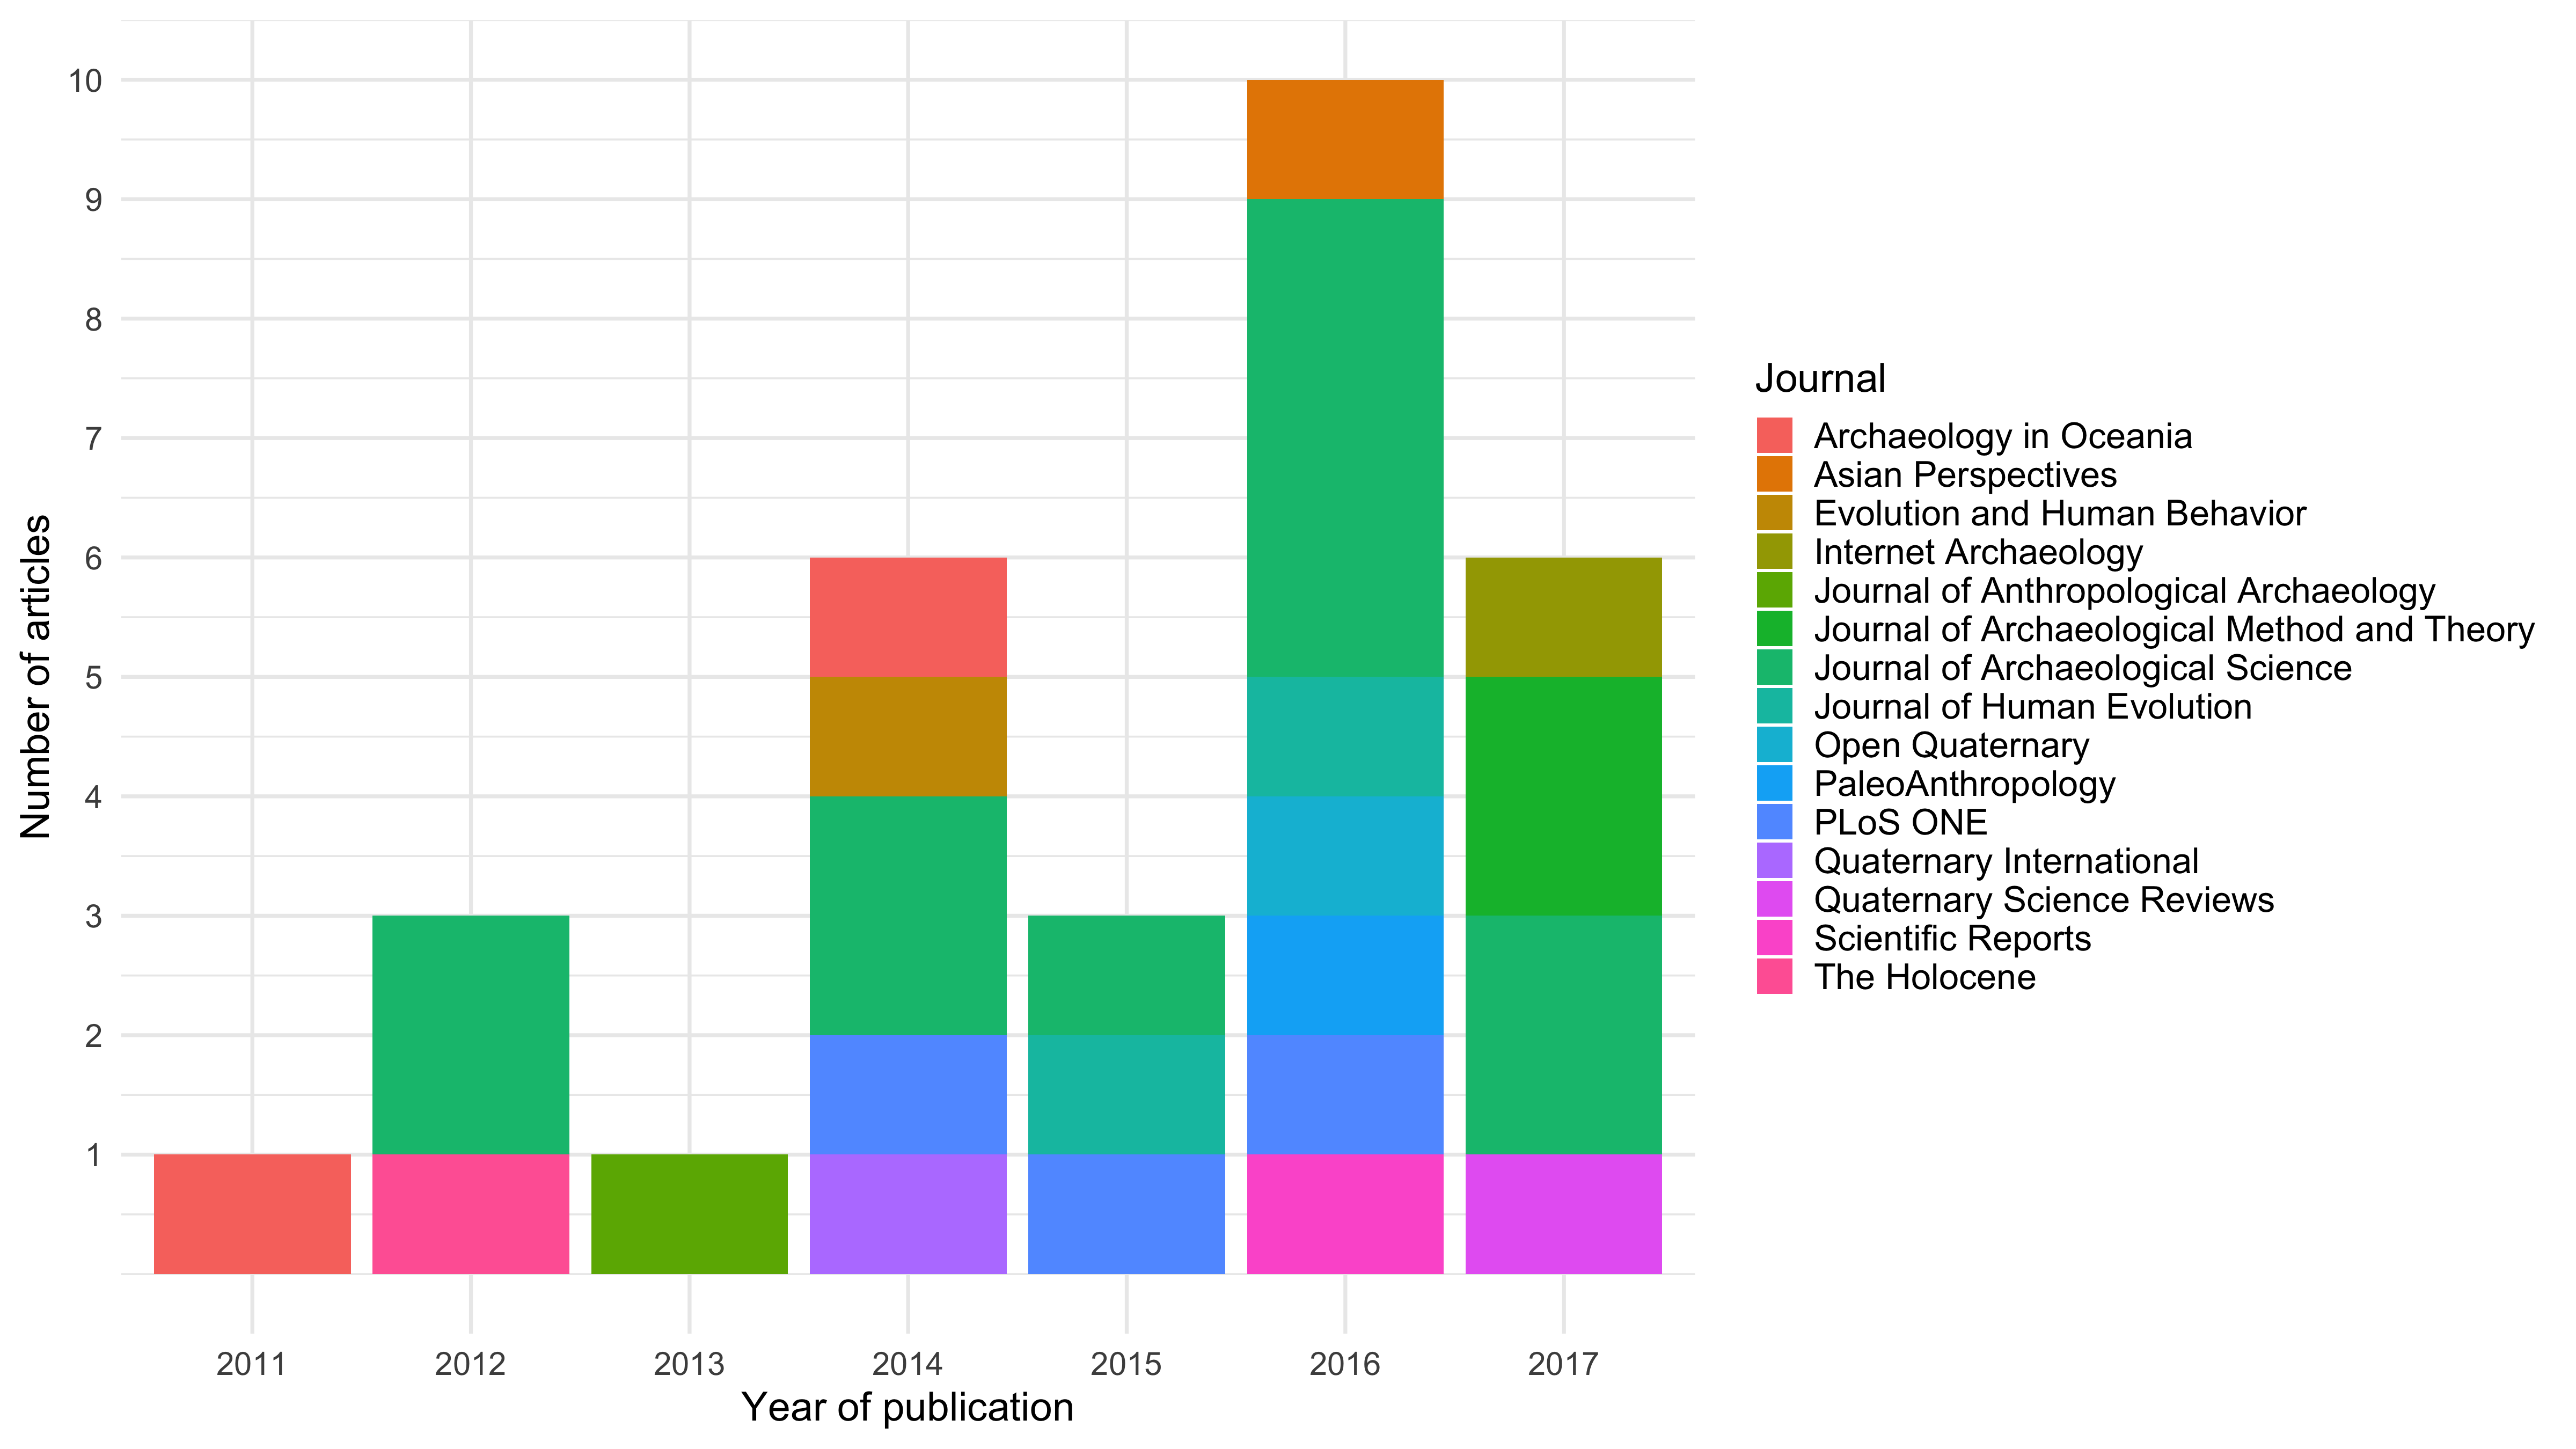 10
9
8
7
6
5
4
3
2
1
Number of articles
2011 2012 2013 2014 2015 2016 2017
Year of publication
Journal
Archaeology in Oceania
Asian Perspectives
Evolution and Human Behavior
Internet Archaeology
Journal of Anthropological Archaeology
Journal of Archaeological Method and Theory
Journal of Archaeological Science
Journal of Human Evolution
Open Quaternary
PaleoAnthropology
PLoS ONE
Quaternary International
Quaternary Science Reviews
Scientific Reports
The Holocene